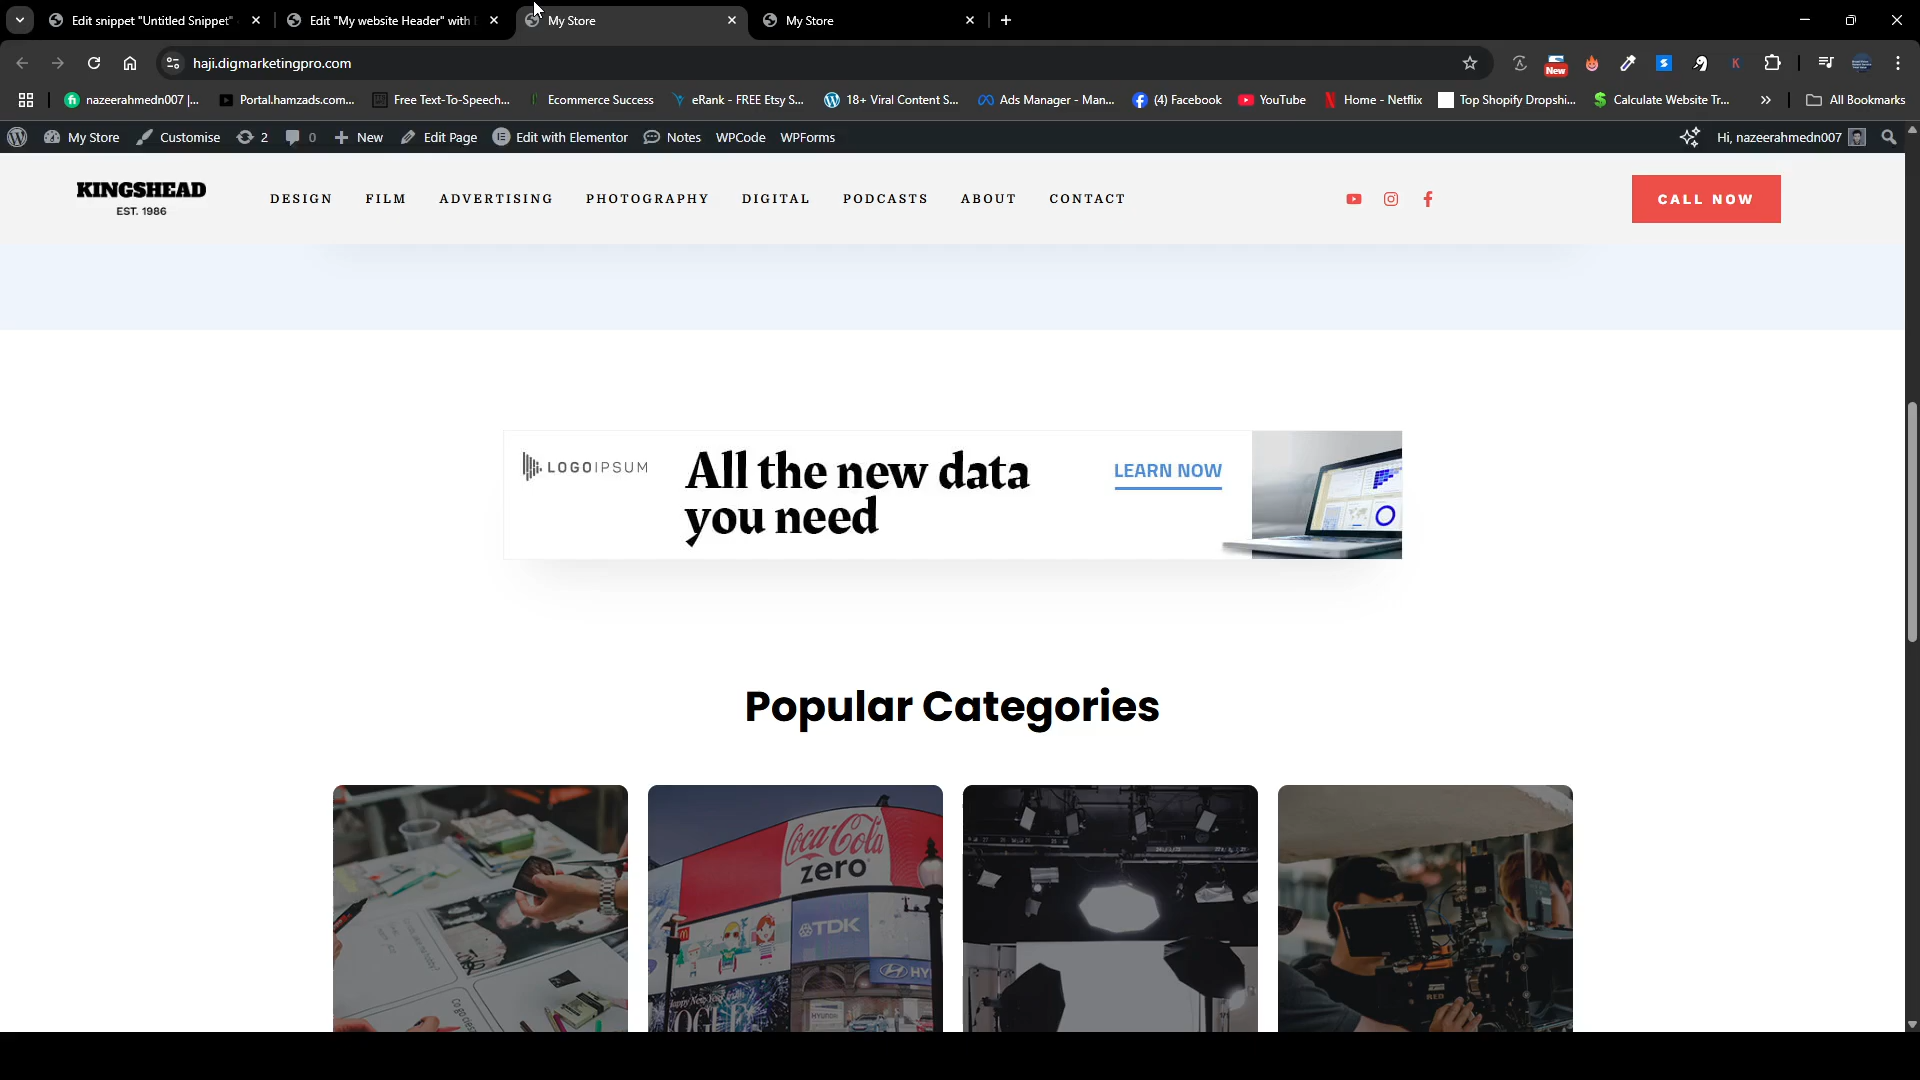 Edit snippet "Untitled Snippet"
Edit "My website Header" with
My Store
My Store
haji.digmarketingpro.com
New
nazeerahmedn007 |...
Portal.hamzads.com...
Free Text-To-Speech...
Ecommerce Success
eRank - FREE Etsy S...
18+ Viral Content S...
Ads Manager - Man...
(4) Facebook
YouTube
Home - Netflix
Top Shopify Dropshi...
Calculate Website Tr...
All Bookmarks
My Store
Customise
2
0
New
Edit Page
Edit with Elementor
Notes
WPCode
WPForms
Hi, nazeerahmedn007
KINGSHEAD
EST. 1986
DESIGN
FILM
ADVERTISING
PHOTOGRAPHY
DIGITAL
PODCASTS
ABOUT
CONTACT
CALL NOW
LOGOIPSUM
All the new data
you need
LEARN NOW
Popular Categories
Coca-Cola
zero
TDK
HY
HYUNDAI
RED